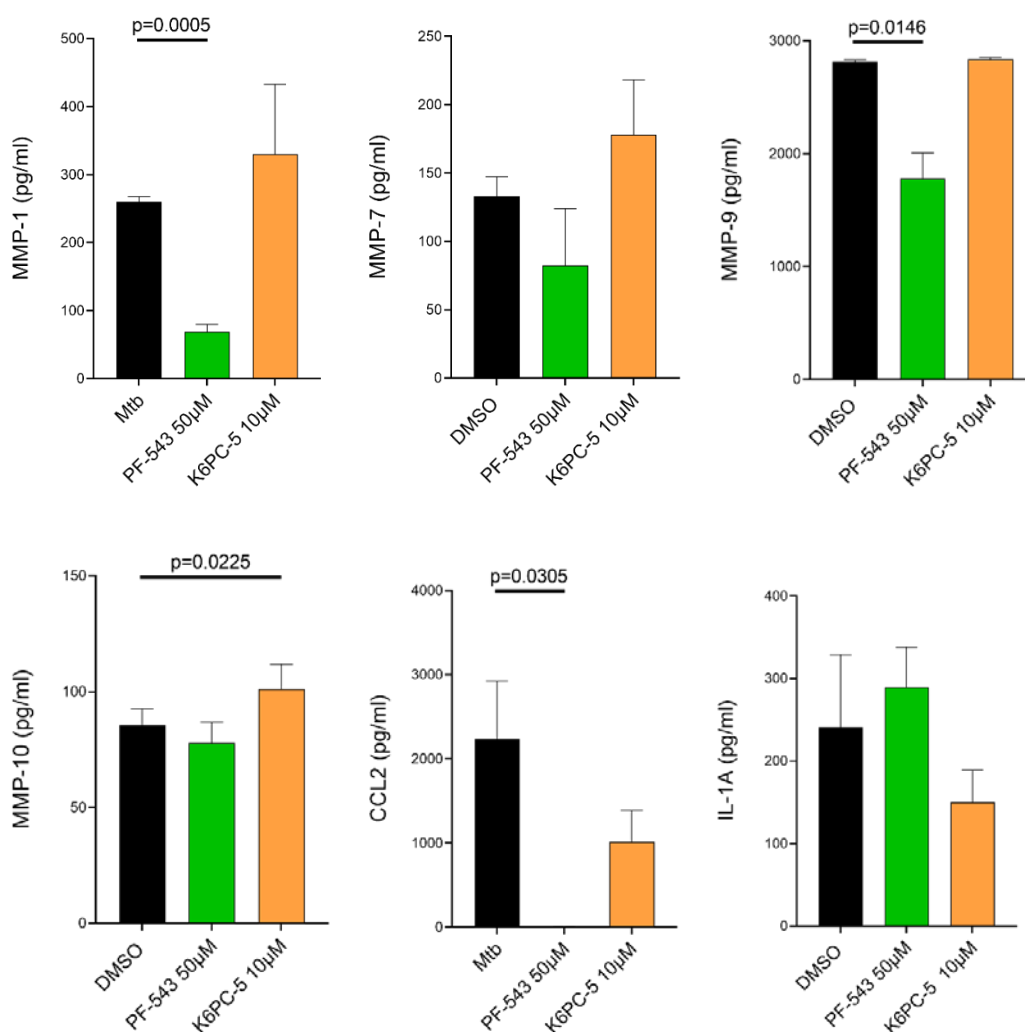 p=0.0005
MMP-1 (pg/ml)
500
400
300
200
100
0
Mtb
PF-543 50µM
K6PC-5 10µM
MMP-7 (pg/ml)
250
200
150
100
50
0
DMSO
PF-543 50µM
K6PC-5 10µM
p=0.0146
MMP-9 (pg/ml)
3000
2000
1000
0
DMSO
PF-543 50µM
K6PC-5 10µM
p=0.0225
MMP-10 (pg/ml)
150
100
50
0
DMSO
PF-543 50µM
K6PC-5 10µM
p=0.0305
CCL2 (pg/ml)
4000
3000
2000
1000
0
Mtb
PF-543 50µM
K6PC-5 10µM
IL-1A (pg/ml)
400
300
200
100
0
DMSO
PF-543 50µM
K6PC-5 10µM